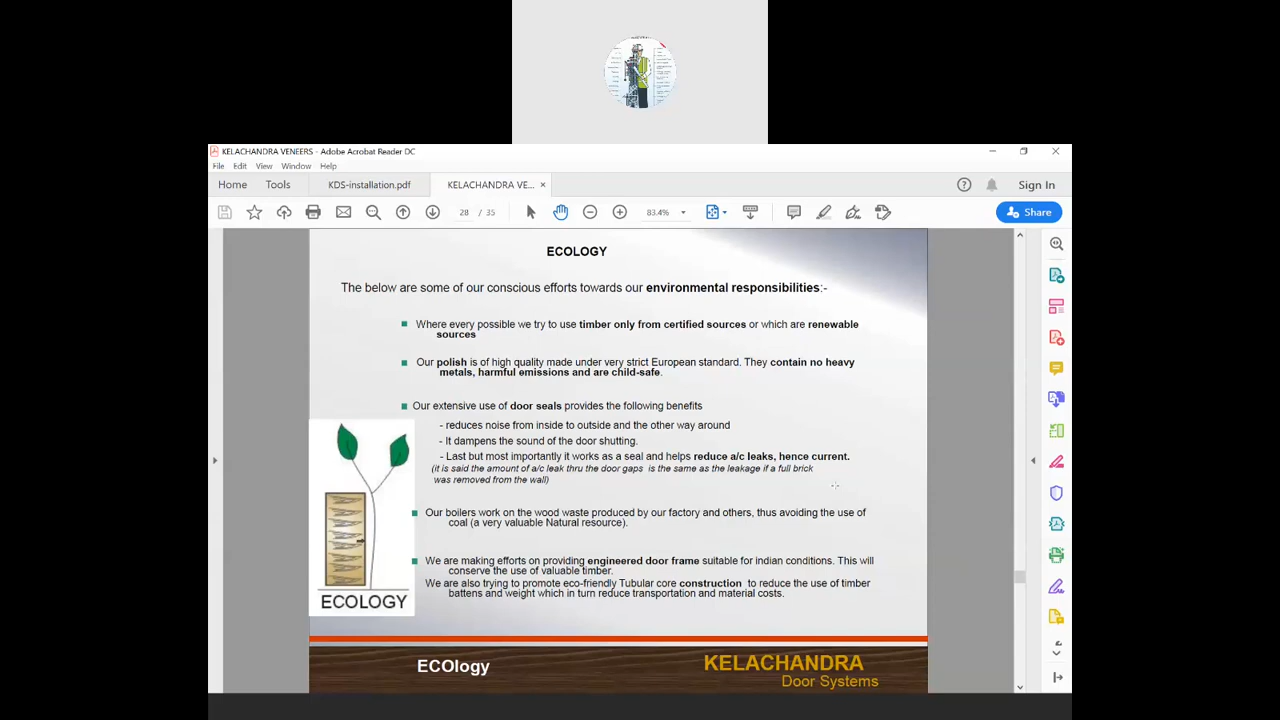 KELACHANDRA VENEERS - Adobe Acrobat Reader DC
File Edit View Window Help
Home Tools KDS-installation.pdf KELACHANDRA VE... × Sign In
28 / 35 83.4% Share
ECOLOGY
The below are some of our conscious efforts towards our environmental responsibilities:-
Where every possible we try to use timber only from certified sources or which are renewable
sources
Our polish is of high quality made under very strict European standard. They contain no heavy
metals, harmful emissions and are child-safe.
Our extensive use of door seals provides the following benefits
- reduces noise from inside to outside and the other way around
- It dampens the sound of the door shutting.
- Last but most importantly it works as a seal and helps reduce a/c leaks, hence current.
(it is said the amount of a/c leak thru the door gaps is the same as the leakage if a full brick
was removed from the wall)
Our boilers work on the wood waste produced by our factory and others, thus avoiding the use of
coal (a very valuable Natural resource).
We are making efforts on providing engineered door frame suitable for indian conditions. This will
conserve the use of valuable timber.
We are also trying to promote eco-friendly Tubular core construction to reduce the use of timber
battens and weight which in turn reduce transportation and material costs.
ECOLOGY
ECOlogy
KELACHANDRA
Door Systems